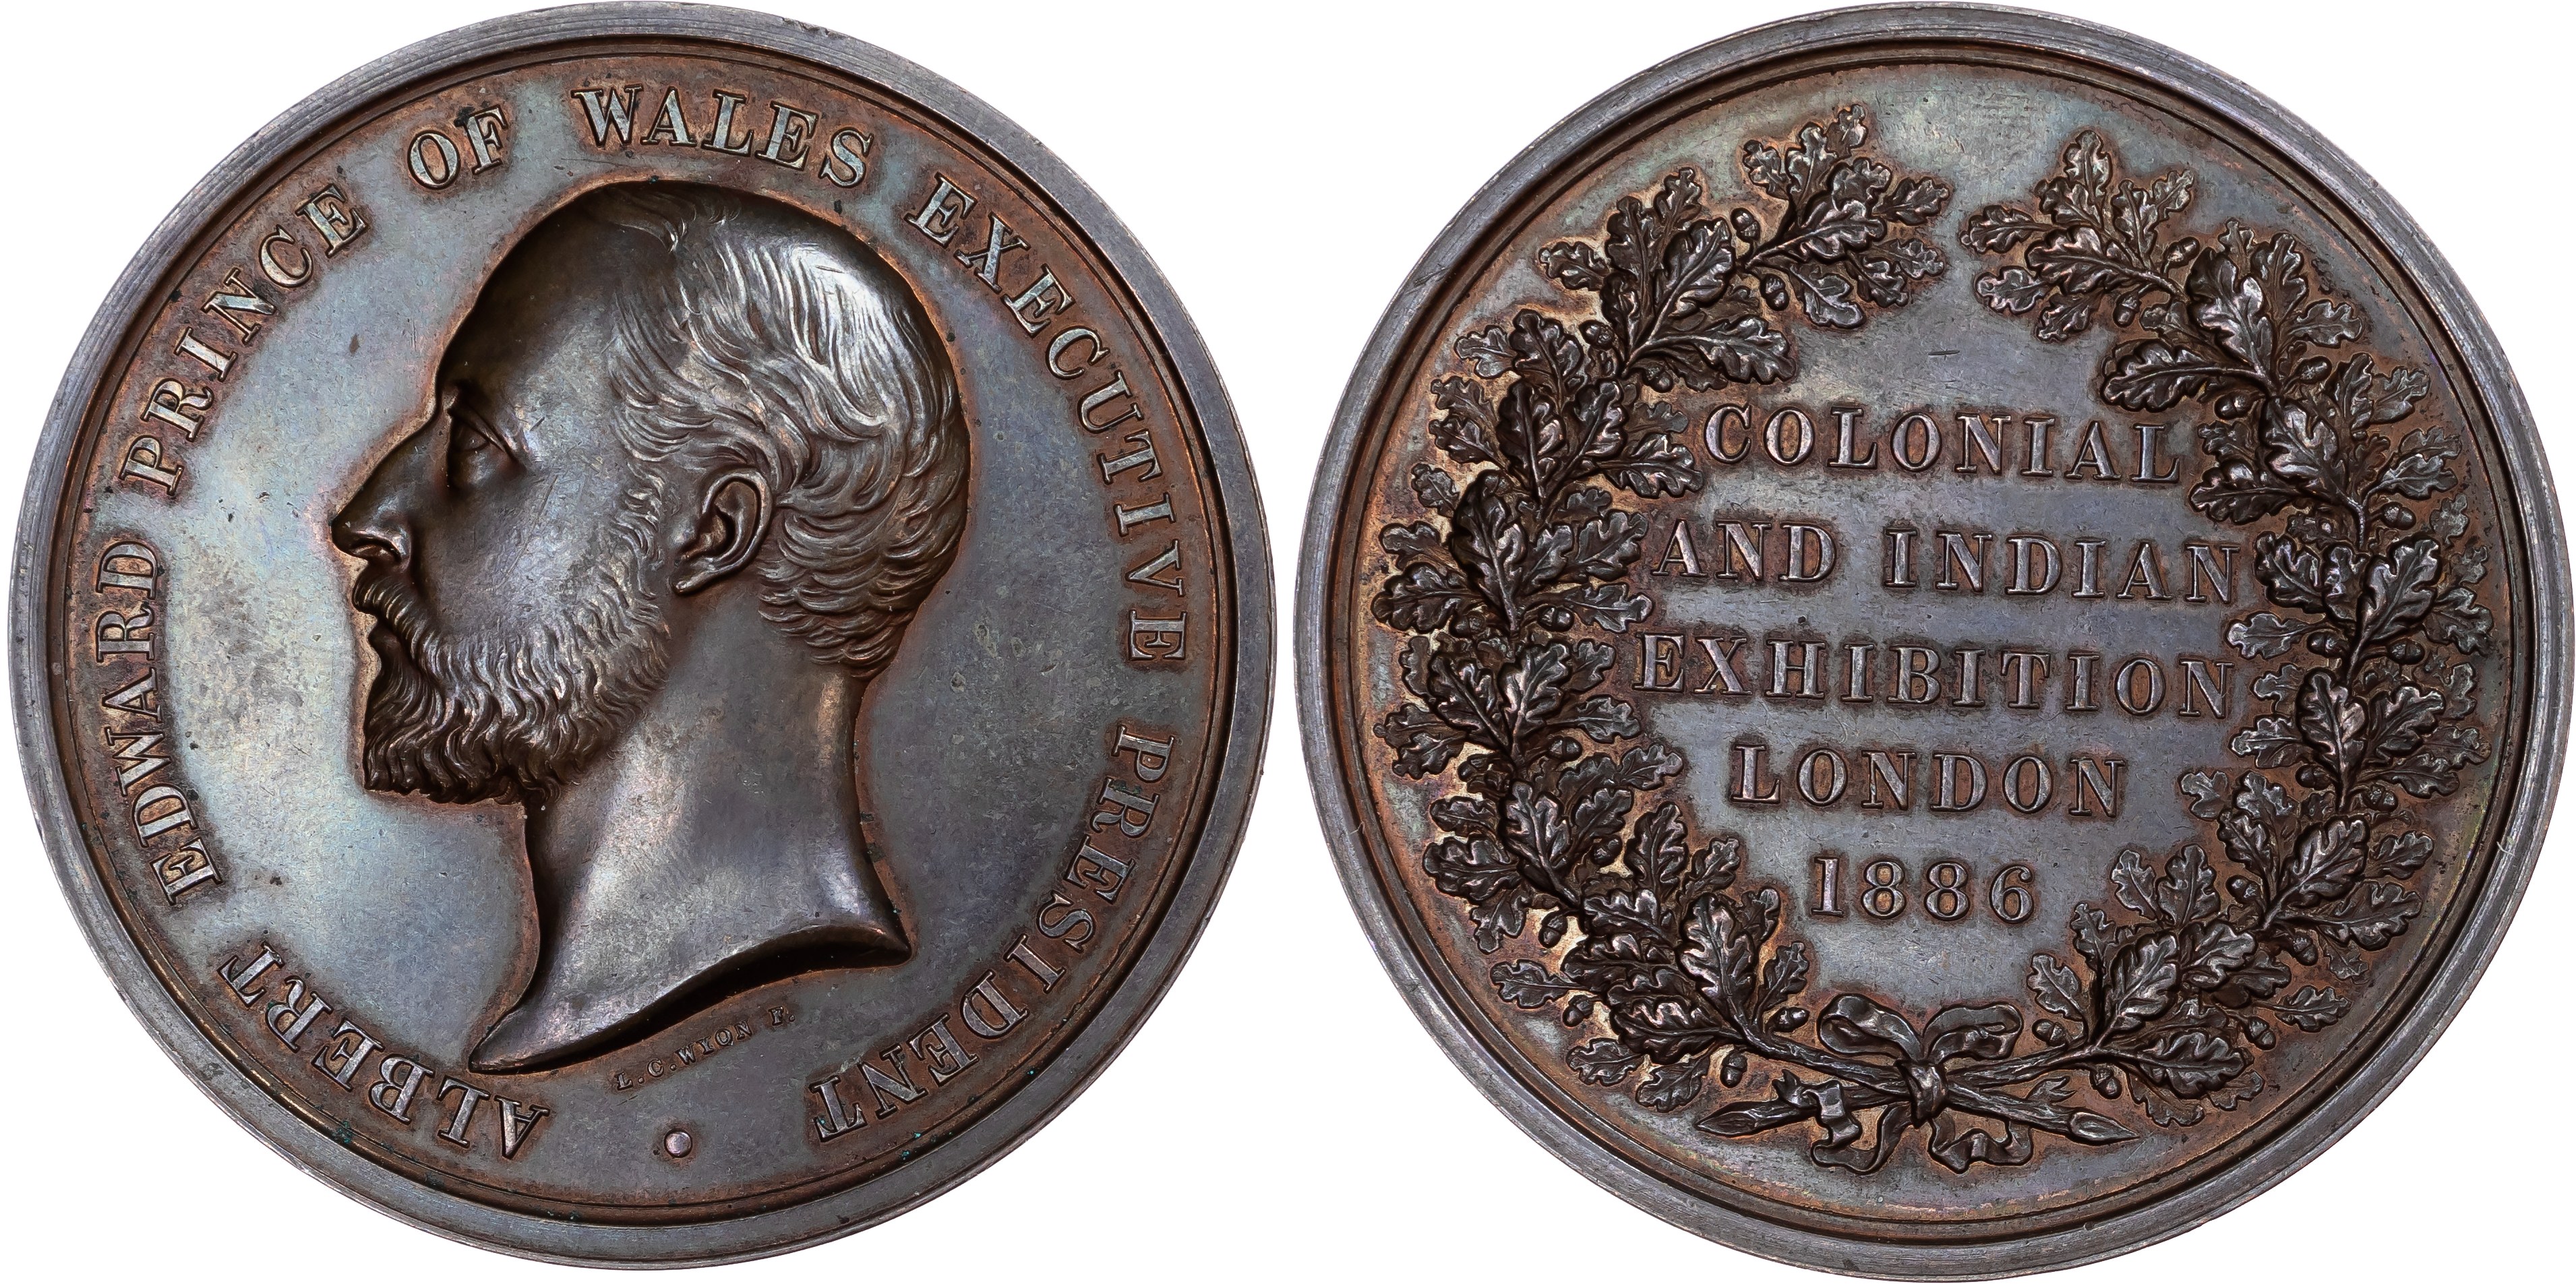 ALBERT EDWARD PRINCE OF WALES EXECUTIVE PRESIDENT
L.C.WYON F.
COLONIAL
AND INDIAN
EXHIBITION
LONDON
1886